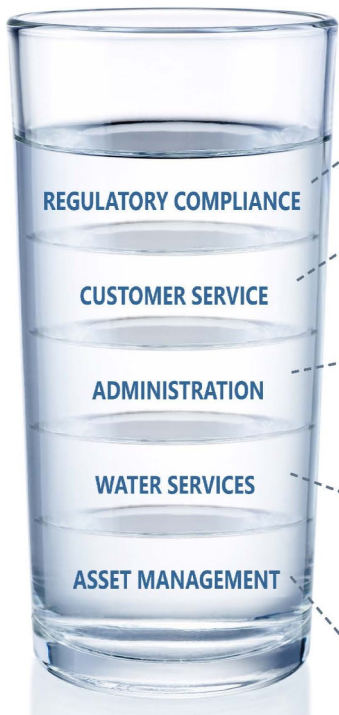 REGULATORY COMPLIANCE
CUSTOMER SERVICE
ADMINISTRATION
WATER SERVICES
ASSET MANAGEMENT